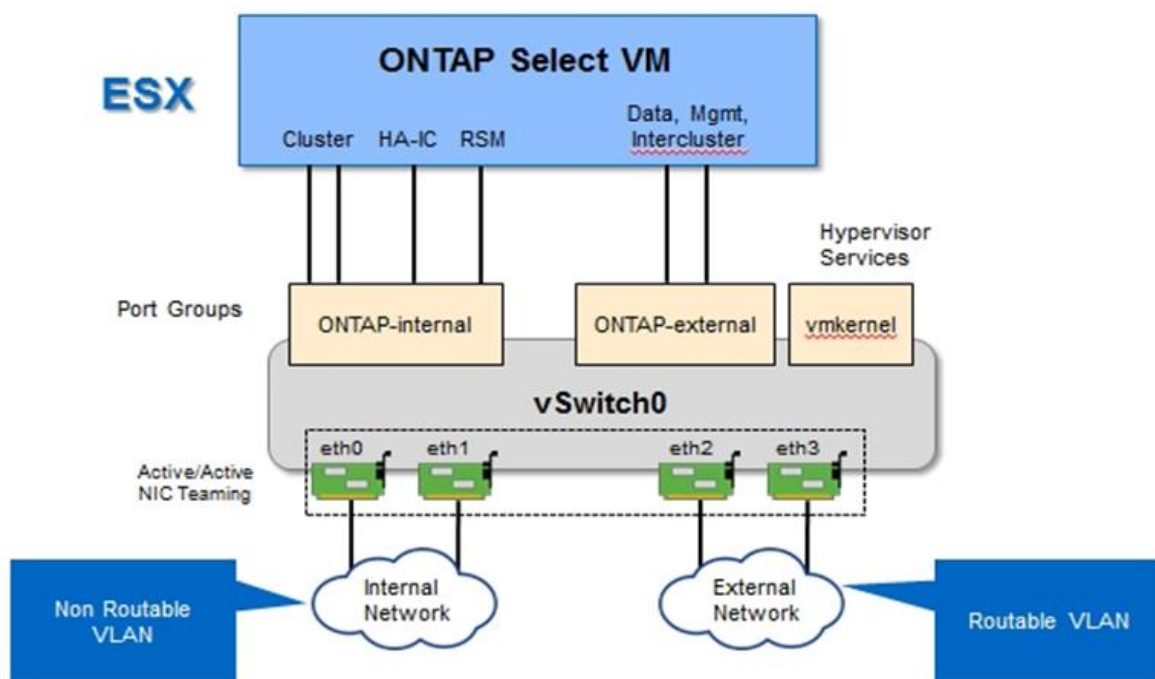 ONTAP Select VM
ESX
Data, Mgmt,
Intercluster
Cluster HA-IC RSM
Hypervisor
Services
Port Groups
ONTAP-internal
ONTAP-external
vmkernel
vSwitch0
eth0
eth1
eth2
eth3
Active/Active
NIC Teaming
Internal
Network
External
Network
Non Routable
VLAN
Routable VLAN